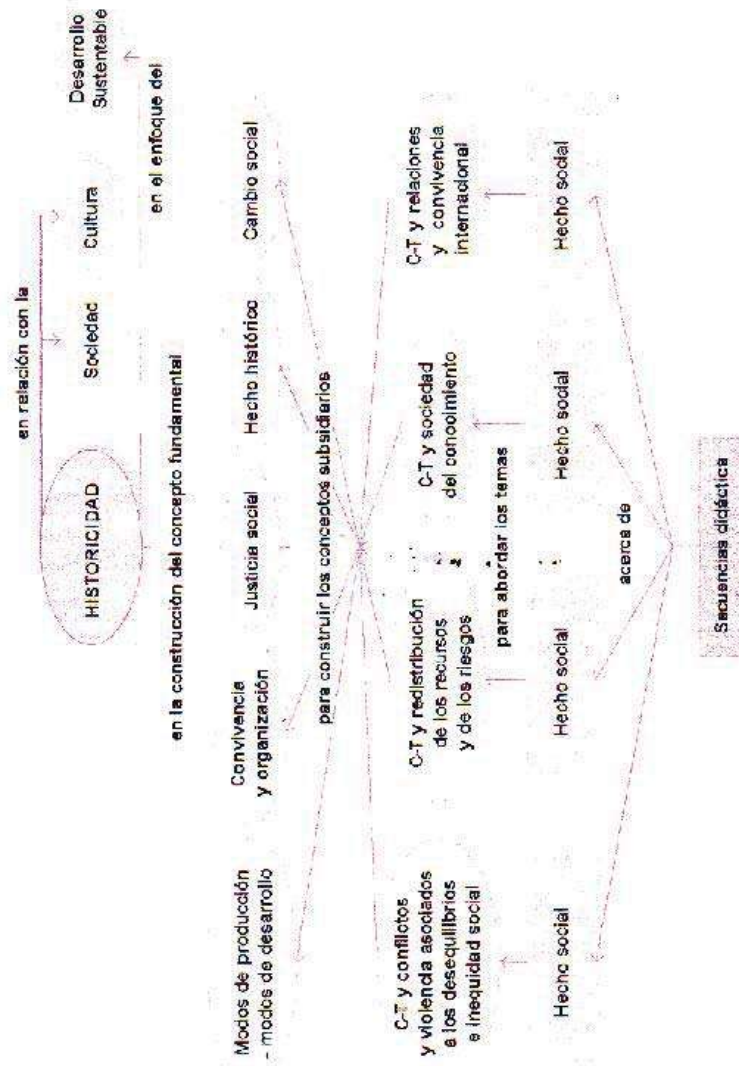 en relación con la
HISTORICIDAD
Sociedad
Cultura
Desarrollo
Sustentable
en el enfoque del
en la construcción del concepto fundamental
Modos de producción
- modos de desarrollo
Convivencia
y organización
Justicia social
Hecho histórico
Cambio social
para construir los conceptos subsidiarios
C-T y conflictos
y violencia asociados
a los desequilibrios
e inequidad social
C-T y redistribución
de los recursos
y de los riesgos
C-T y sociedad
del conocimiento
C-T y relaciones
y convivencia
internacional
para abordar los temas
Hecho social
Hecho social
Hecho social
Hecho social
acerca de
Secuencias didáctica